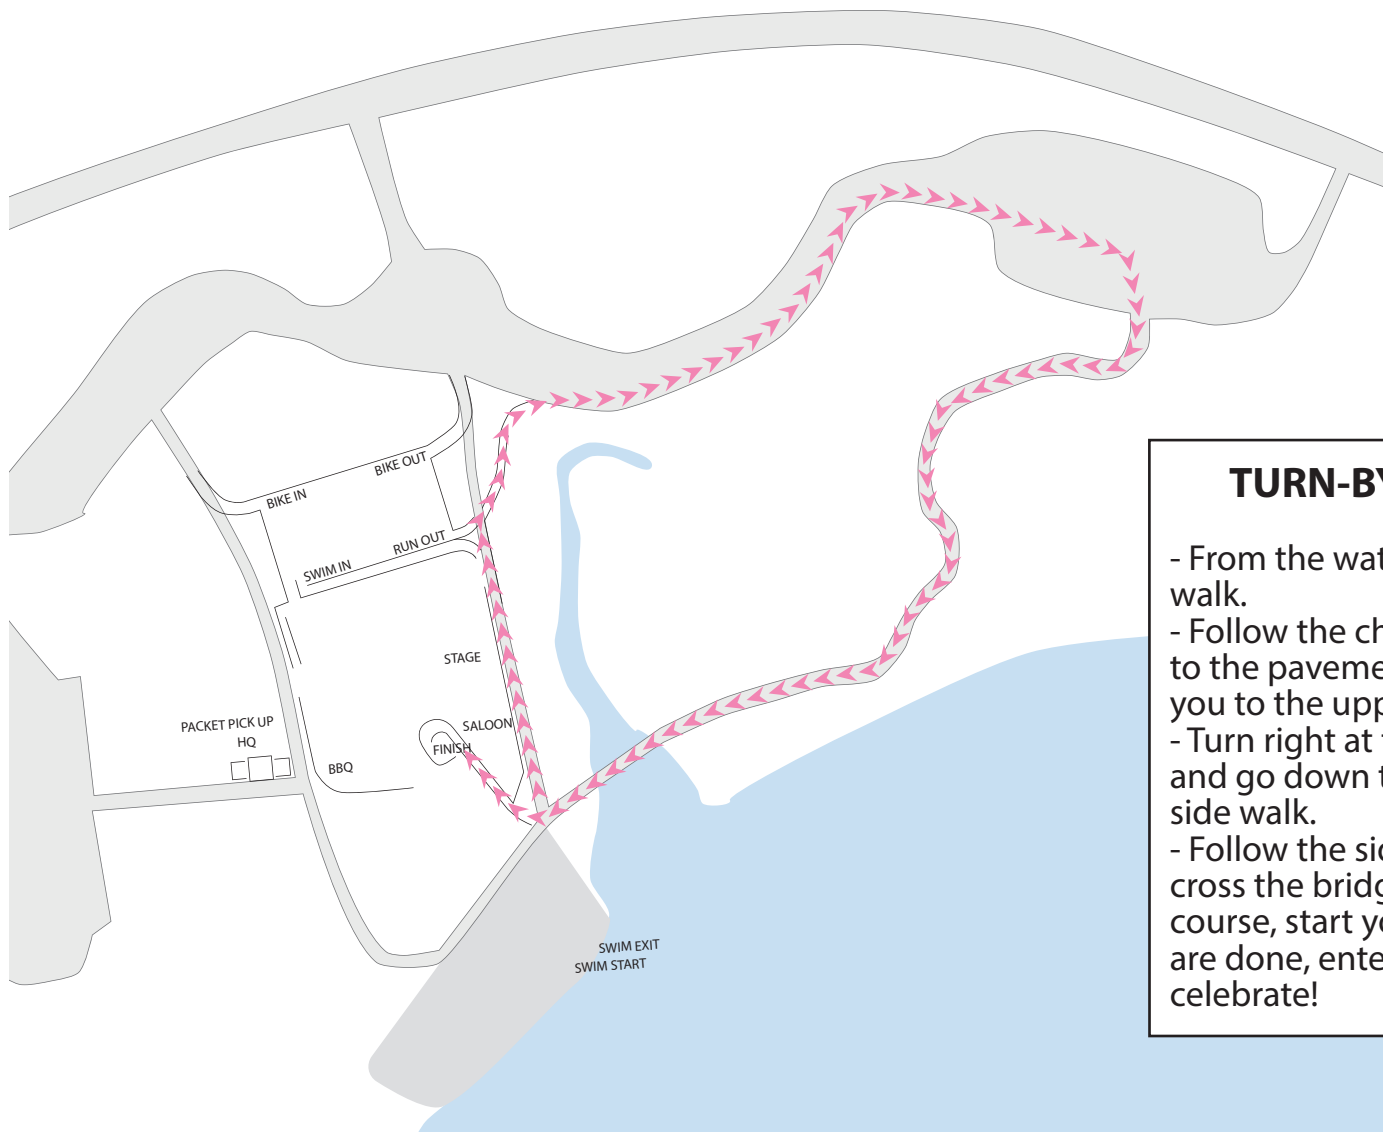 BIKE OUT
BIKE IN
RUN OUT
SWIM IN
STAGE
PACKET PICK UP
HQ
SALOON
FINISH
BBQ
SWIM EXIT
SWIM START
TURN-BY
- From the wat
walk.
- Follow the ch
to the paveme
you to the upp
- Turn right at t
and go down t
side walk.
- Follow the sid
cross the bridg
course, start yo
are done, ente
celebrate!